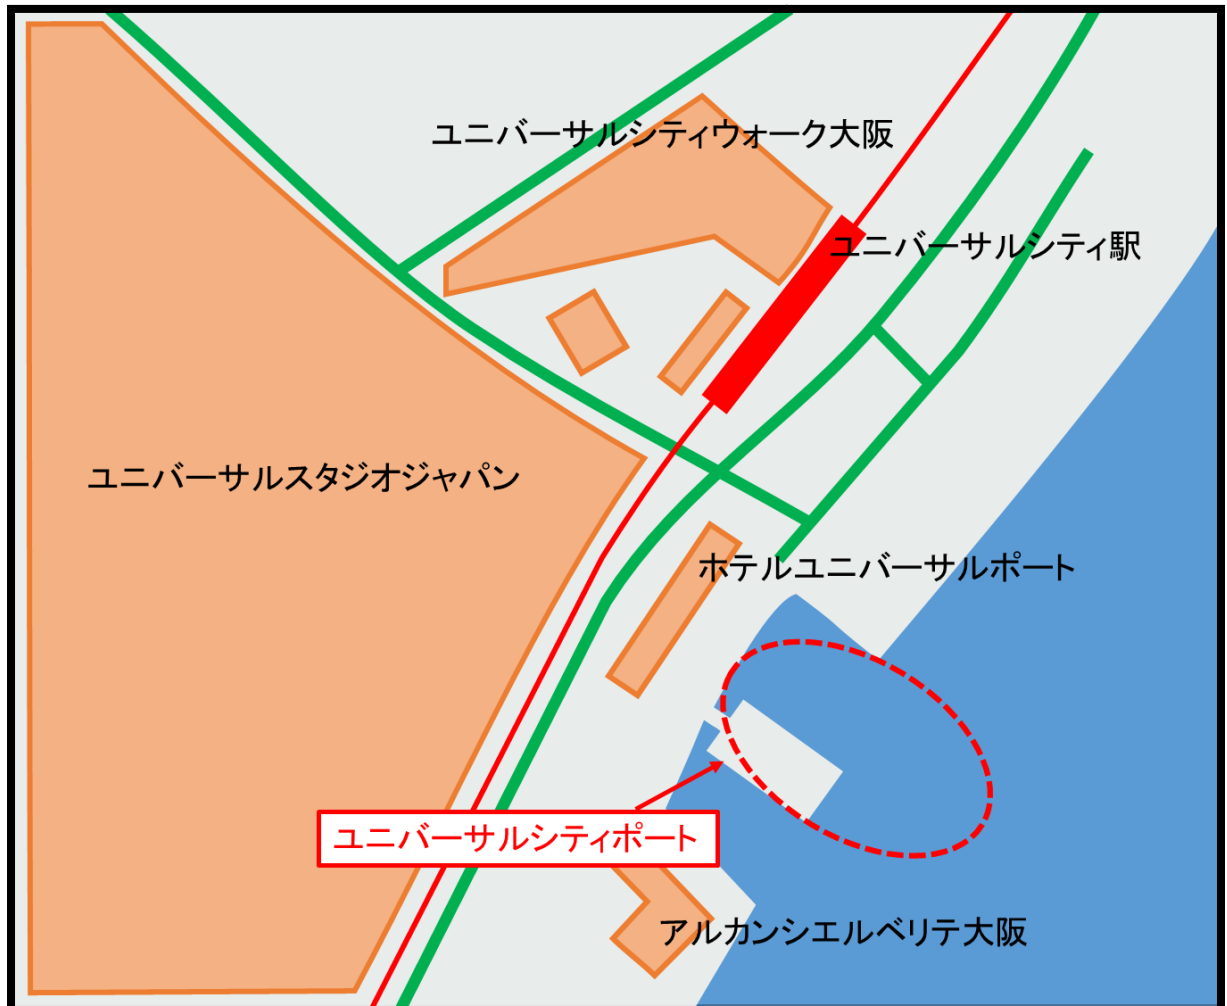 ユニバーサルシティウォーク大阪
ユニバーサルシティ駅
ユニバーサルスタジオジャパン
ホテルユニバーサルポート
ユニバーサルシティポート
アルカンシエルベリテ大阪